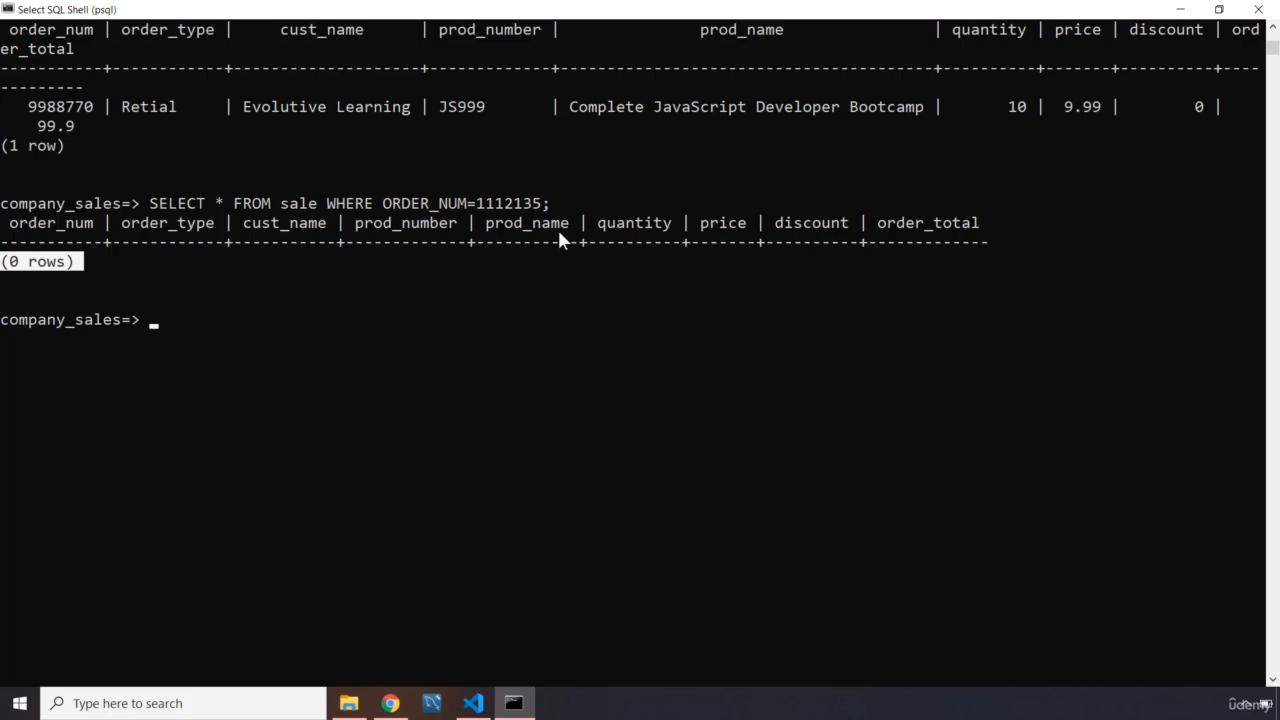 Select SQL Shell (psql)
 order_num | order_type |     cust_name      | prod_number |               prod_name                | quantity | price | discount | ord
er_total
-----------+------------+--------------------+-------------+----------------------------------------+----------+-------+----------+----
---------
   9988770 | Retial     | Evolutive Learning | JS999       | Complete JavaScript Developer Bootcamp |       10 |  9.99 |        0 |
    99.9
(1 row)
company_sales=> SELECT * FROM sale WHERE ORDER_NUM=1112135;
 order_num | order_type | cust_name | prod_number | prod_name | quantity | price | discount | order_total
-----------+------------+-----------+-------------+-----------+----------+-------+----------+-------------
(0 rows)
company_sales=>
Type here to search
udemy